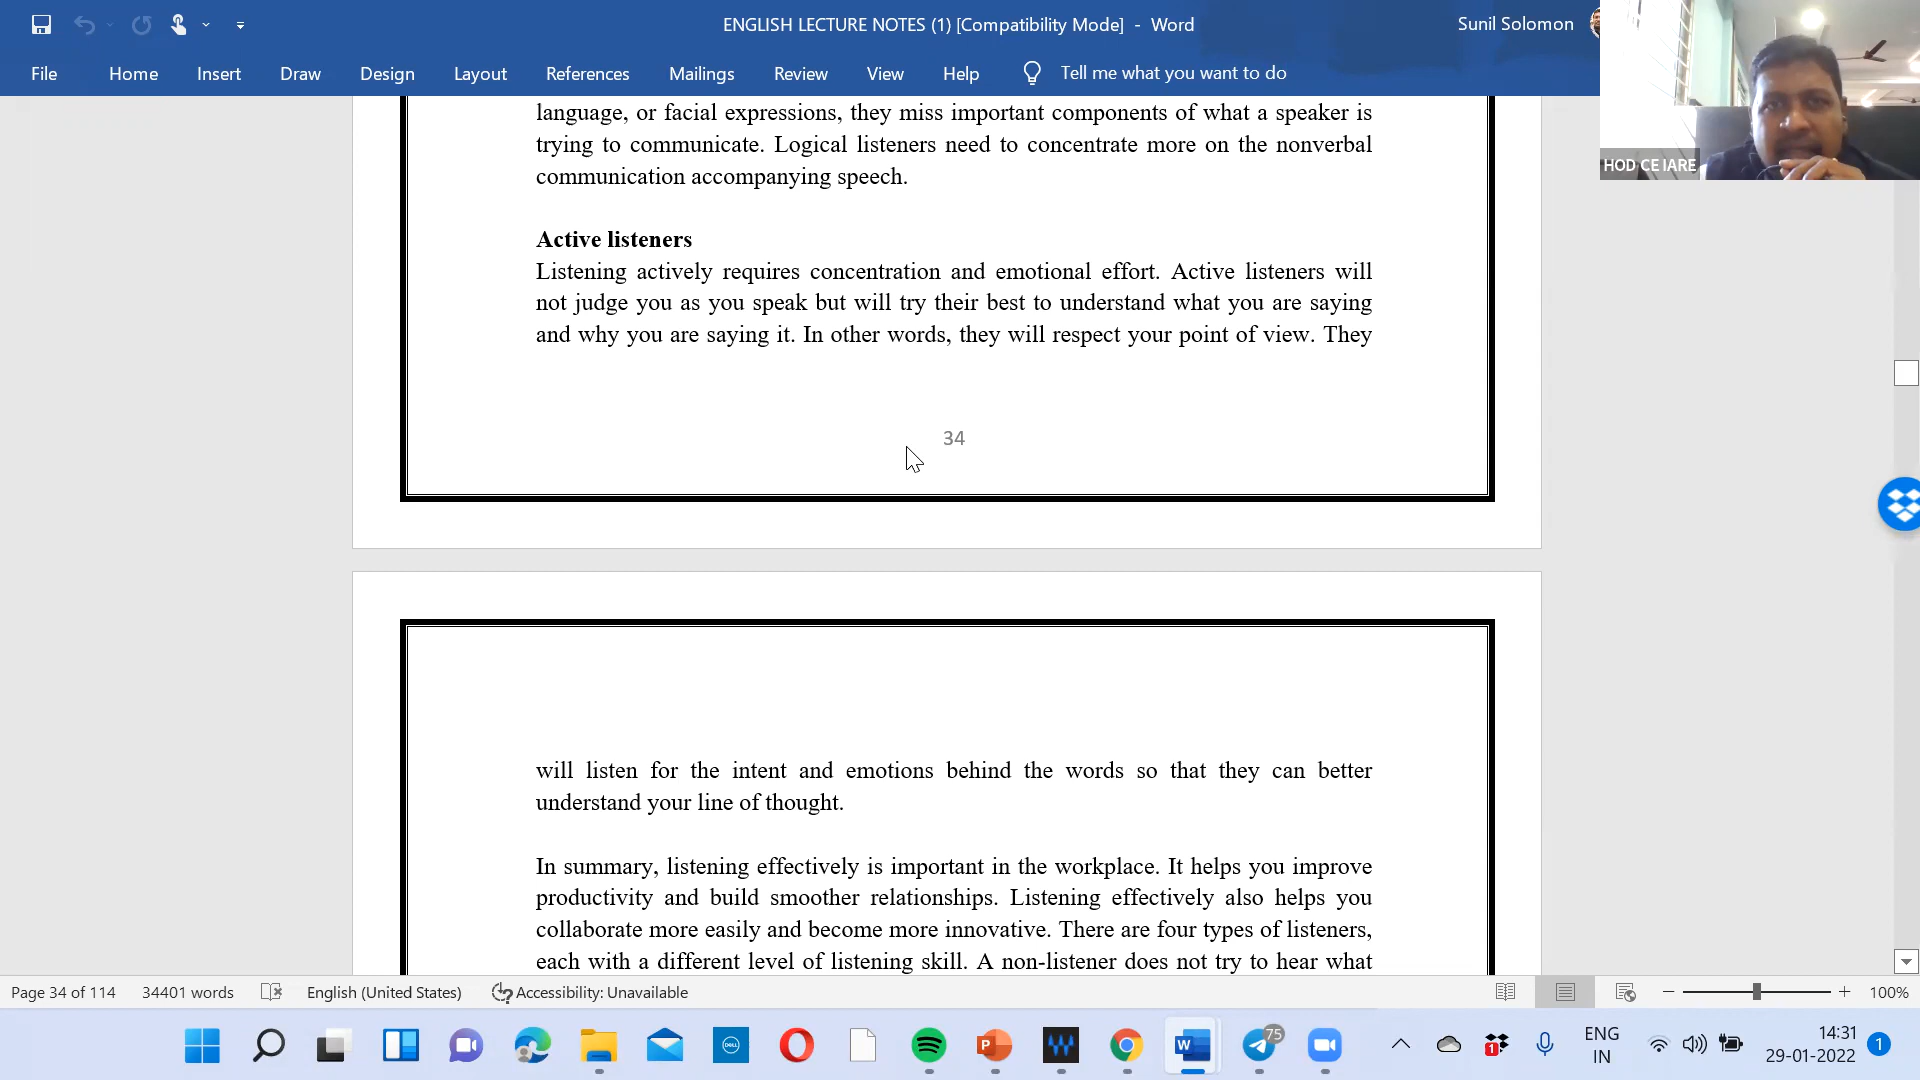 ENGLISH LECTURE NOTES (1) [Compatibility Mode] - Word
Sunil Solomon
File Home Insert Draw Design Layout References Mailings Review View Help Tell me what you want to do
HOD CE IARE
language, or facial expressions, they miss important components of what a speaker is
trying to communicate. Logical listeners need to concentrate more on the nonverbal
communication accompanying speech.
Active listeners
Listening actively requires concentration and emotional effort. Active listeners will
not judge you as you speak but will try their best to understand what you are saying
and why you are saying it. In other words, they will respect your point of view. They
34
will listen for the intent and emotions behind the words so that they can better
understand your line of thought.
In summary, listening effectively is important in the workplace. It helps you improve
productivity and build smoother relationships. Listening effectively also helps you
collaborate more easily and become more innovative. There are four types of listeners,
each with a different level of listening skill. A non-listener does not try to hear what
Page 34 of 114 34401 words English (United States) Accessibility: Unavailable 100%
DELL P W 75 1 ENG 14:31 1
IN 29-01-2022